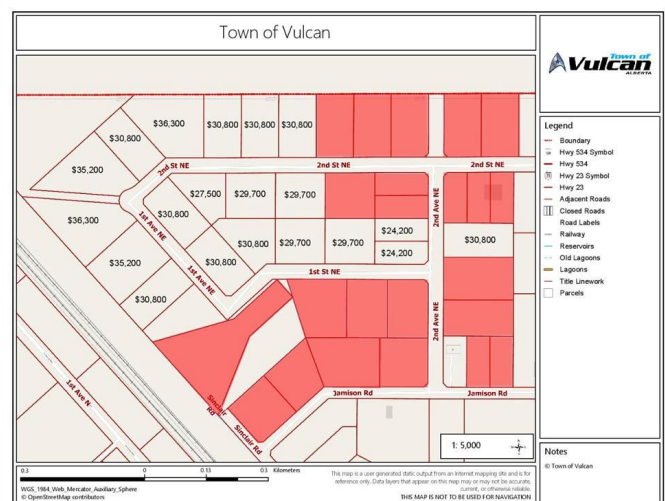 Town of Vulcan
Town of
Vulcan
ALBERTA
$36,300
$30,800
$30,800
$30,800
$30,800
$35,200
2nd St NE
2nd St NE
2nd St NE
$27,500
$29,700
$29,700
$36,300
$30,800
1st Ave NE
2nd Ave NE
$24,200
$30,800
$29,700
$29,700
$30,800
$24,200
$35,200
$30,800
1st Ave NE
1st St NE
$30,800
2nd Ave NE
1st Ave N
Sinclair Rd
Jamison Rd
Jamison Rd
Sinclair Rd
1: 5,000
Legend
Boundary
Hwy 534 Symbol
Hwy 534
Hwy 23 Symbol
Hwy 23
Adjacent Roads
Closed Roads
Road Labels
Railway
Reservoirs
Old Lagoons
Lagoons
Title Linework
Parcels
Notes
© Town of Vulcan
0.3 0 0.15 0.3 Kilometers
WGS_1984_Web_Mercator_Auxiliary_Sphere
© OpenStreetMap contributors
This map is a user generated static output from an Internet mapping site and is for
reference only. Data layers that appear on this map may or may not be accurate,
current, or otherwise reliable.
THIS MAP IS NOT TO BE USED FOR NAVIGATION